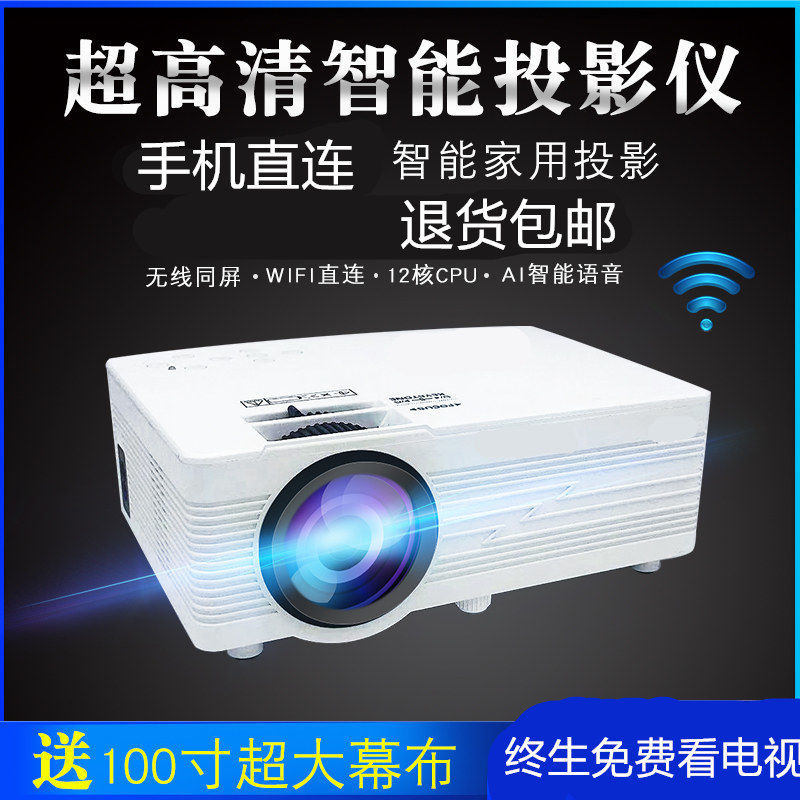 超高清智能投影仪
手机直连 智能家用投影
退货包邮
无线同屏·WIFI直连·12核CPU·AI智能语音
◄FOCUS►
KEYSTONE
送100寸超大幕布
终生免费看电视